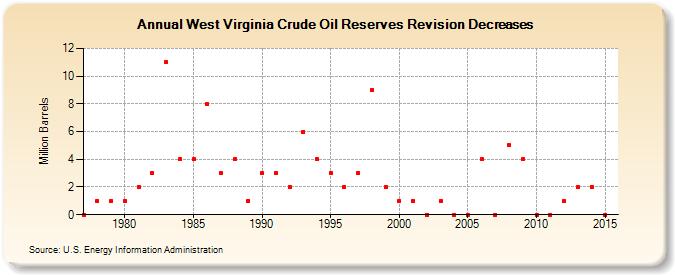 Annual West Virginia Crude Oil Reserves Revision Decreases
Million Barrels
12
10
8
6
4
2
0
1980 1985 1990 1995 2000 2005 2010 2015
Source: U.S. Energy Information Administration